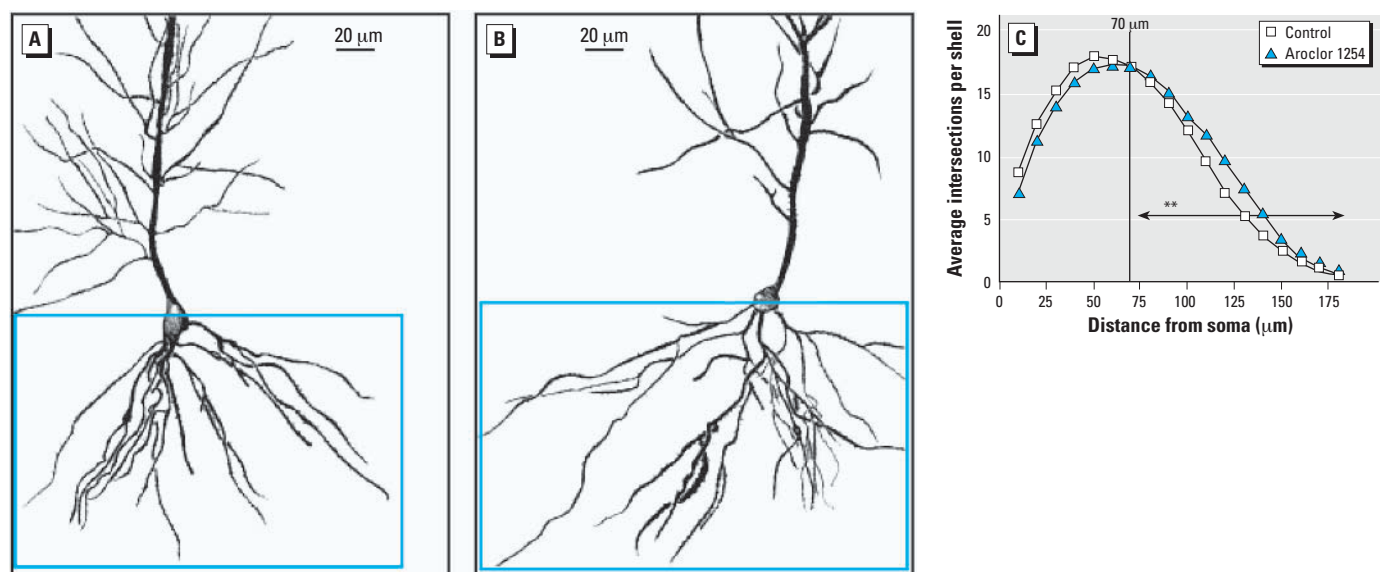 A
20 μm
B
20 μm
C
70 μm
Control
Aroclor 1254
**
Average intersections per shell
20
15
10
5
0
0 25 50 75 100 125 150 175
Distance from soma (μm)